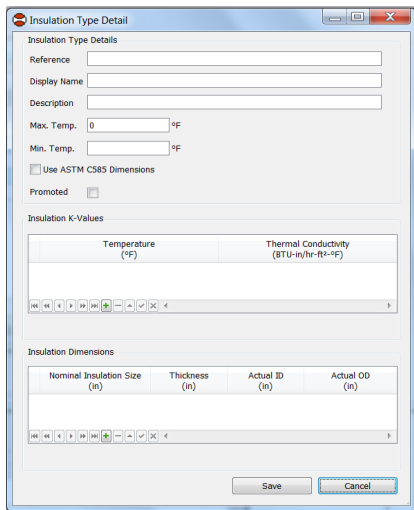 Insulation Type Detail
Insulation Type Details
Reference
Display Name
Description
Max. Temp. 0 °F
Min. Temp. °F
Use ASTM C585 Dimensions
Promoted
Insulation K-Values
Temperature Thermal Conductivity
(°F) (BTU-in/hr-ft²-°F)
Insulation Dimensions
Nominal Insulation Size Thickness Actual ID Actual OD
(in) (in) (in) (in)
Save Cancel